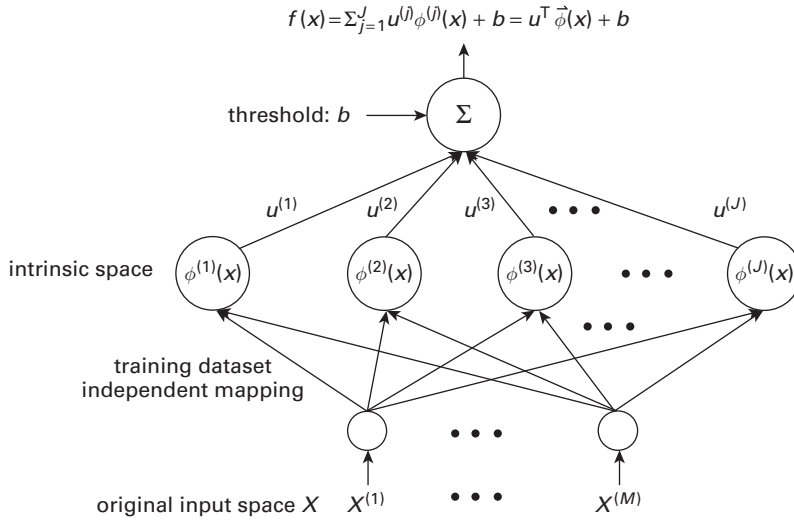 f(x) = Σ_{j=1}^{J} u^{(j)} ϕ^{(j)}(x) + b = u^T \vec{ϕ}(x) + b
threshold: b
Σ
u^{(1)} u^{(2)} u^{(3)} • • • u^{(J)}
intrinsic space ϕ^{(1)}(x) ϕ^{(2)}(x) ϕ^{(3)}(x) • • • ϕ^{(J)}(x)
• • •
training dataset
independent mapping
• • •
original input space X X^{(1)} • • • X^{(M)}